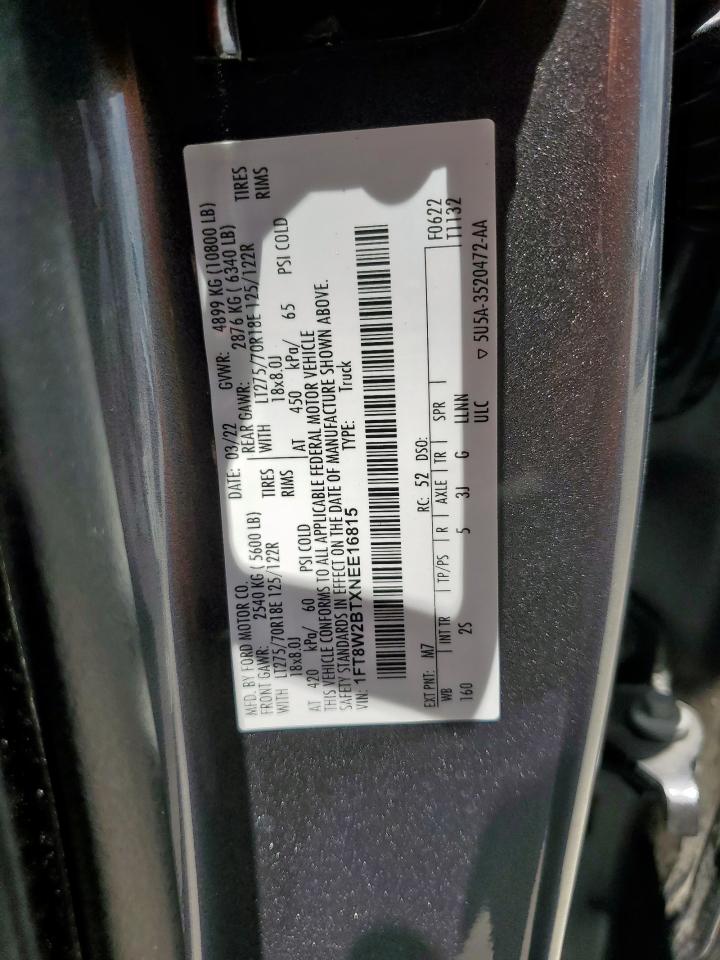 MFD. BY FORD MOTOR CO. DATE: 03/22 GVWR: 4899 KG (10800 LB)
FRONT GAWR: 2540 KG ( 5600 LB) REAR GAWR: 2876 KG ( 6340 LB)
WITH LT275/70R18E 125/122R TIRES WITH LT275/70R18E 125/122R TIRES
18x8.0J RIMS 18x8.0J RIMS
AT 420 kPa/ 60 PSI COLD AT 450 kPa/ 65 PSI COLD
THIS VEHICLE CONFORMS TO ALL APPLICABLE FEDERAL MOTOR VEHICLE
SAFETY STANDARDS IN EFFECT ON THE DATE OF MANUFACTURE SHOWN ABOVE.
VIN: 1FT8W2BTXNEE16815 TYPE: Truck
EXT PNT: M7 RC: 52 DSO: F0622
WB INT TR TP/PS R AXLE TR SPR T1132
160 2S 5 3J G LLNN
ULC ▽ 5U5A-3520472-AA